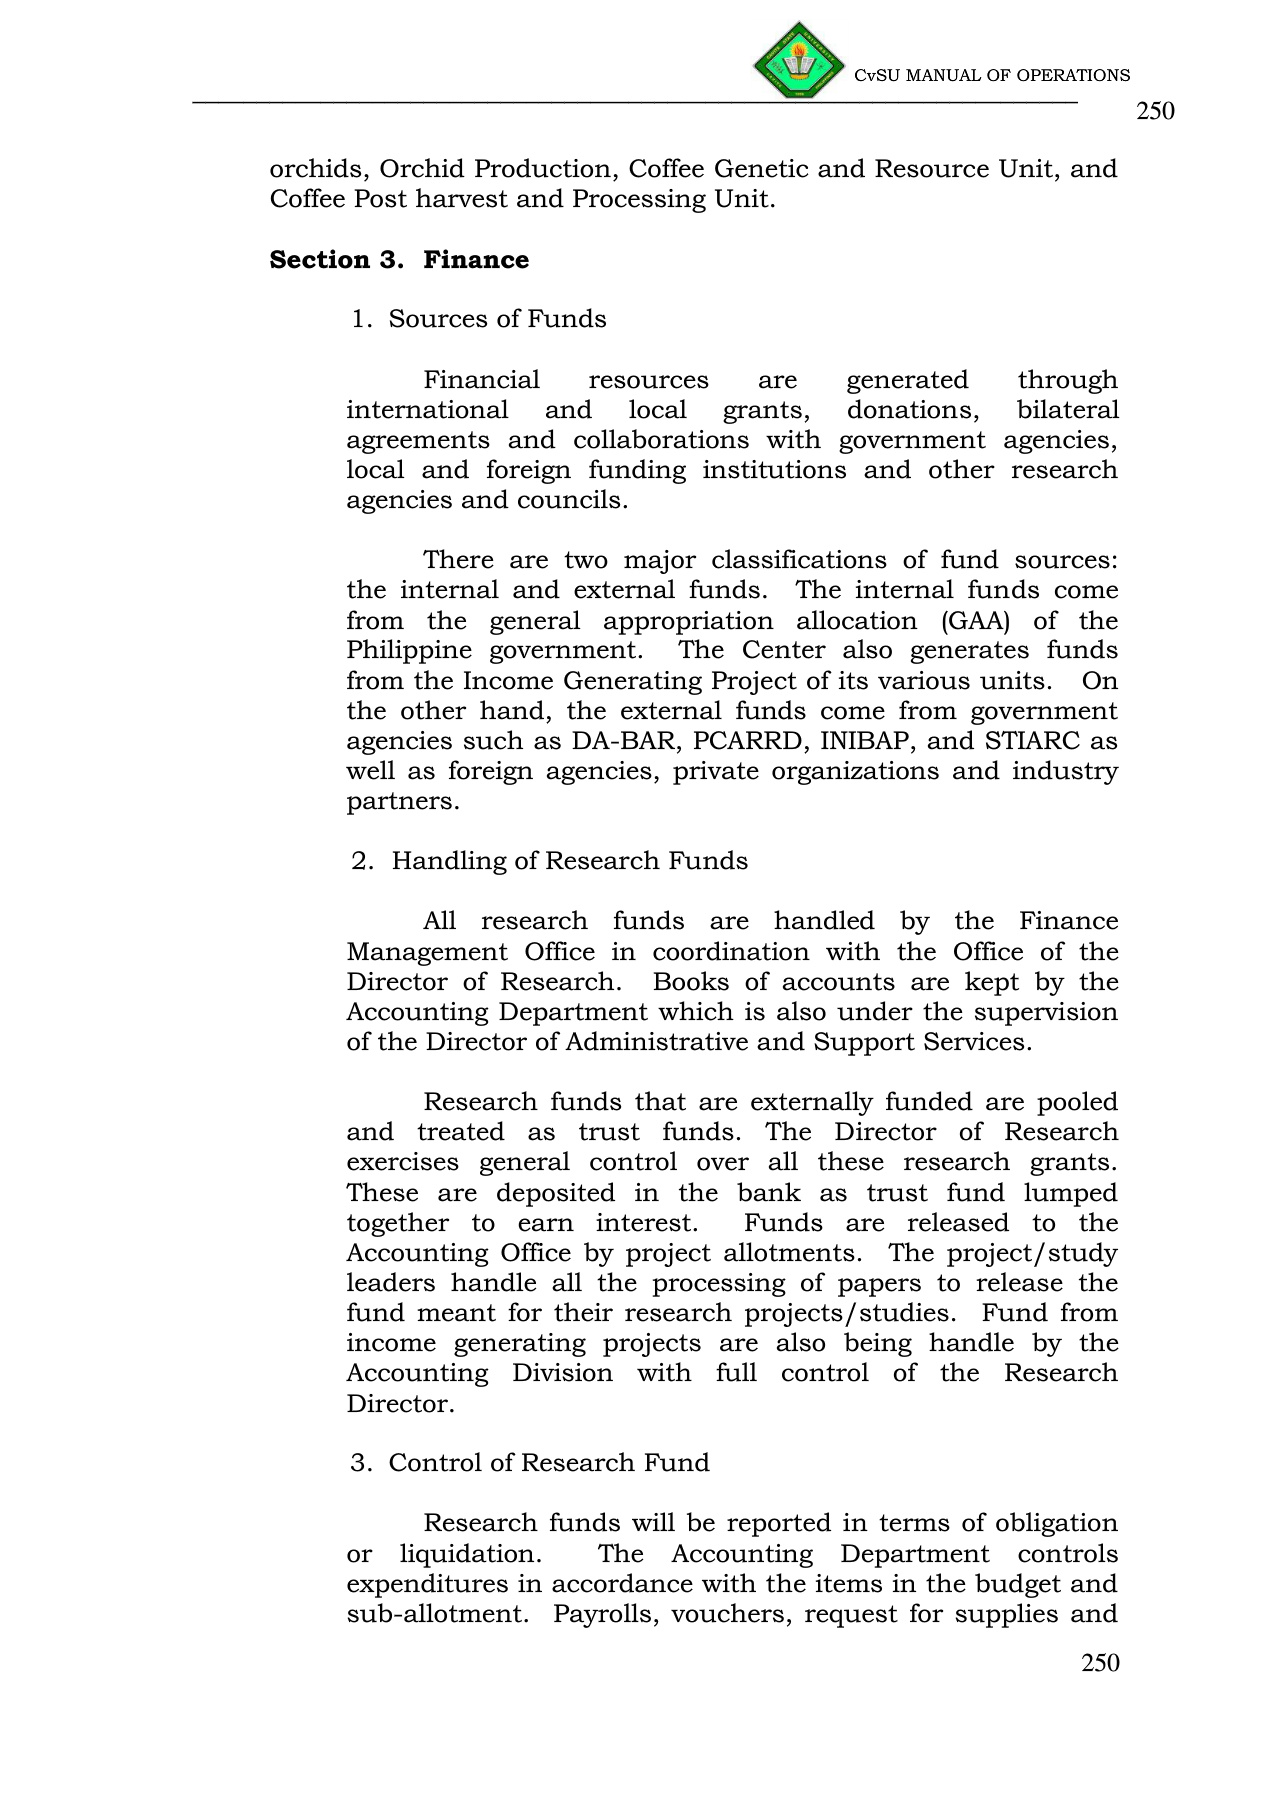 CvSU MANUAL OF OPERATIONS
250
orchids, Orchid Production, Coffee Genetic and Resource Unit, and
Coffee Post harvest and Processing Unit.
Section 3. Finance
1. Sources of Funds
Financial resources are generated through
international and local grants, donations, bilateral
agreements and collaborations with government agencies,
local and foreign funding institutions and other research
agencies and councils.
There are two major classifications of fund sources:
the internal and external funds. The internal funds come
from the general appropriation allocation (GAA) of the
Philippine government. The Center also generates funds
from the Income Generating Project of its various units. On
the other hand, the external funds come from government
agencies such as DA-BAR, PCARRD, INIBAP, and STIARC as
well as foreign agencies, private organizations and industry
partners.
2. Handling of Research Funds
All research funds are handled by the Finance
Management Office in coordination with the Office of the
Director of Research. Books of accounts are kept by the
Accounting Department which is also under the supervision
of the Director of Administrative and Support Services.
Research funds that are externally funded are pooled
and treated as trust funds. The Director of Research
exercises general control over all these research grants.
These are deposited in the bank as trust fund lumped
together to earn interest. Funds are released to the
Accounting Office by project allotments. The project/study
leaders handle all the processing of papers to release the
fund meant for their research projects/studies. Fund from
income generating projects are also being handle by the
Accounting Division with full control of the Research
Director.
3. Control of Research Fund
Research funds will be reported in terms of obligation
or liquidation. The Accounting Department controls
expenditures in accordance with the items in the budget and
sub-allotment. Payrolls, vouchers, request for supplies and
250